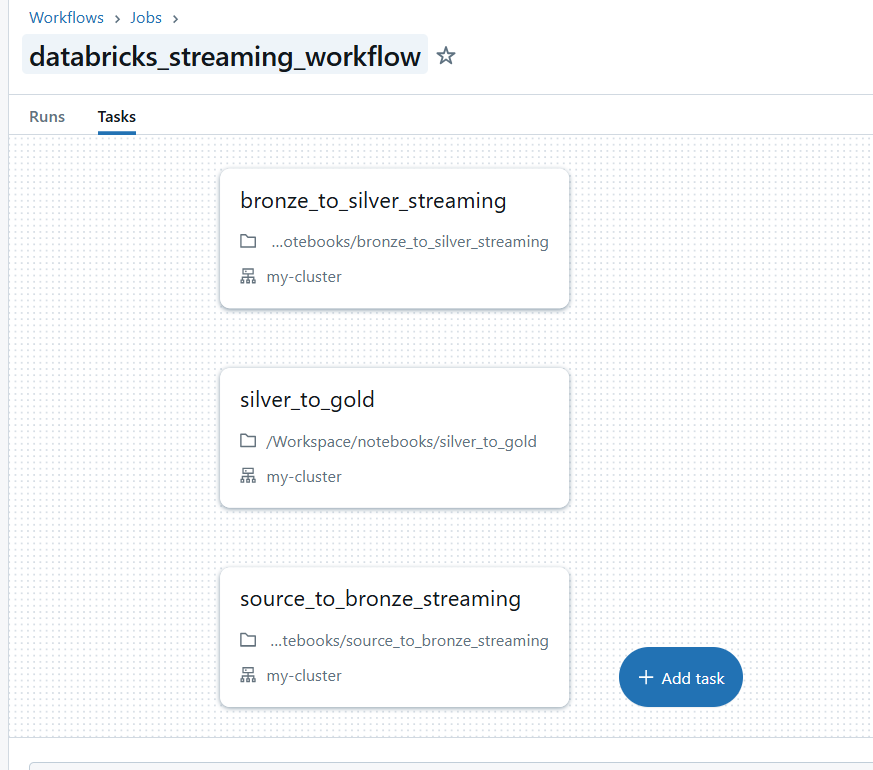 Workflows › Jobs ›
databricks_streaming_workflow
Runs Tasks
bronze_to_silver_streaming
...otebooks/bronze_to_silver_streaming
my-cluster
silver_to_gold
/Workspace/notebooks/silver_to_gold
my-cluster
source_to_bronze_streaming
...tebooks/source_to_bronze_streaming
my-cluster
+ Add task